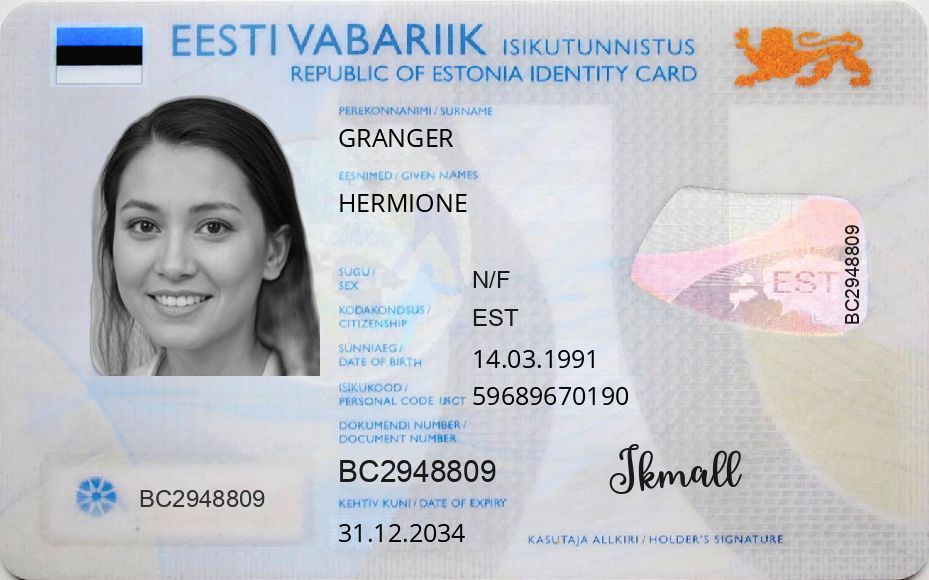 EESTI VABARIIK ISIKUTUNNISTUS
REPUBLIC OF ESTONIA IDENTITY CARD
PEREKONNANIMI / SURNAME
GRANGER
EESNIMED / GIVEN NAMES
HERMIONE
SUGU /
SEX
N/F
KODAKONDSUS /
CITIZENSHIP
EST
SÜNNIAEG /
DATE OF BIRTH
14.03.1991
ISIKUKOOD /
PERSONAL CODE
59689670190
DOKUMENDI NUMBER /
DOCUMENT NUMBER
BC2948809
KEHTIV KUNI / DATE OF EXPIRY
31.12.2034
BC2948809
EST
BC2948809
Jkmall
KASUTAJA ALLKIRI / HOLDER'S SIGNATURE